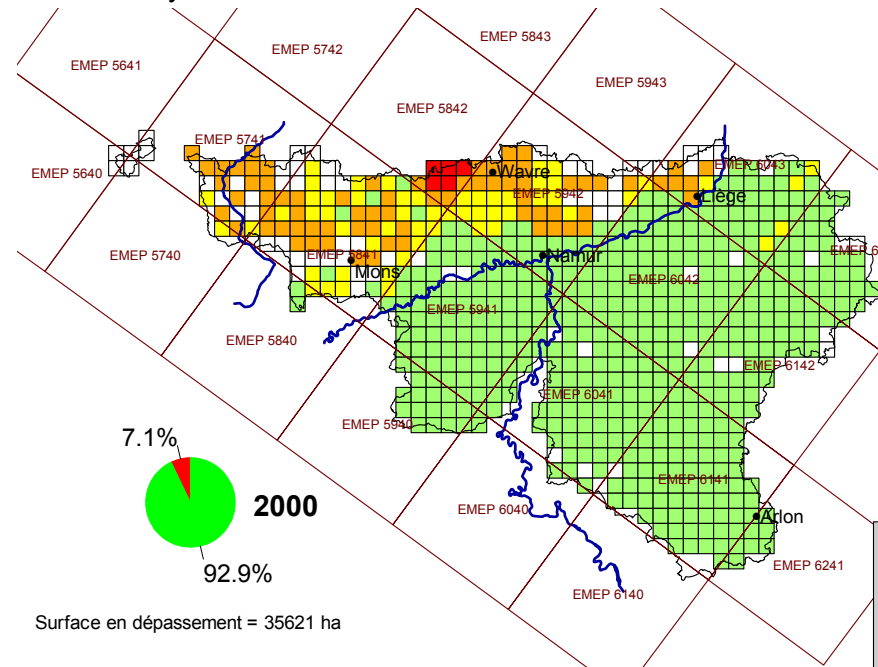 EMEP 5843
EMEP 5742
EMEP 5641
EMEP 5943
EMEP 5842
EMEP 5741
EMEP 6043
EMEP 5640
Wavre
EMEP 5942
Liège
EMEP 5740
EMEP 5841
Namur
EMEP 6
Mons
EMEP 6042
EMEP 5941
EMEP 5840
EMEP 6142
EMEP 6041
EMEP 5940
7.1%
EMEP 6141
2000
EMEP 6040
Arlon
92.9%
EMEP 6241
EMEP 6140
Surface en dépassement = 35621 ha